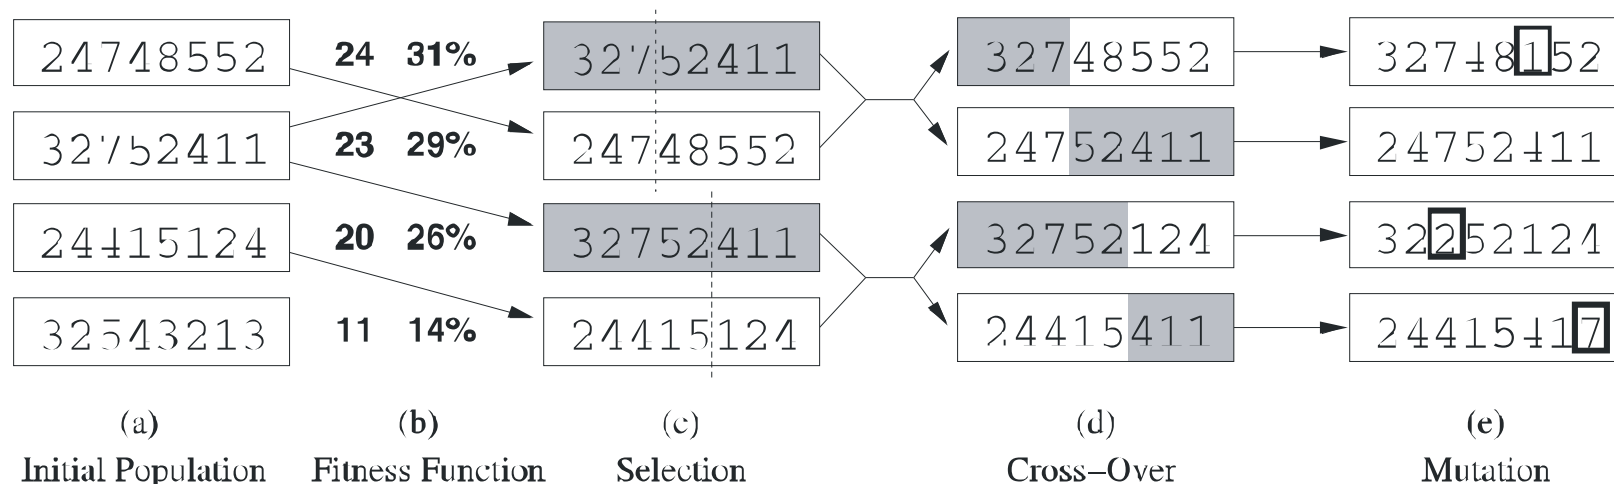 24748552 24 31% 32752411 32748552 32748152
32752411 23 29% 24748552 24752411 24752411
24415124 20 26% 32752411 32752124 32252124
32543213 11 14% 24415124 24415411 24415417
(a) (b) (c) (d) (e)
Initial Population Fitness Function Selection Cross–Over Mutation